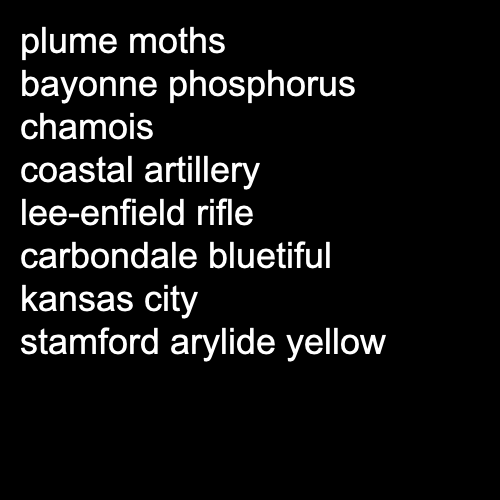 plume moths
bayonne phosphorus
chamois
coastal artillery
lee-enfield rifle
carbondale bluetiful
kansas city
stamford arylide yellow